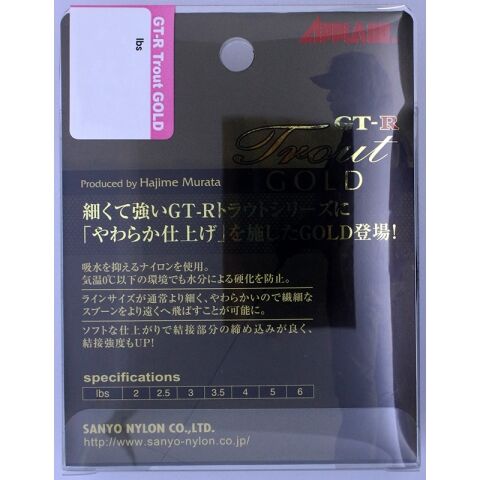 GT-R Trout GOLD
lbs
APPLAUD
GT-R
Trout
GOLD
Produced by Hajime Murata
細くて強いGT-Rトラウトシリーズに
「やわらか仕上げ」を施したGOLD登場!
吸水を抑えるナイロンを使用。
気温0℃以下の環境でも水分による硬化を防止。
ラインサイズが通常より細く、やわらかいので繊細な
スプーンをより遠くへ飛ばすことが可能に。
ソフトな仕上がりで結接部分の締め込みが良く、
結接強度もUP!
specifications
lbs 2 2.5 3 3.5 4 5 6
SANYO NYLON CO.,LTD.
http://www.sanyo-nylon.co.jp/